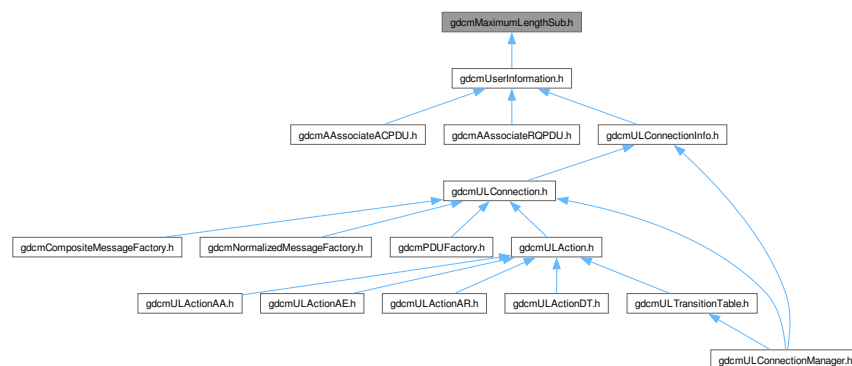 gdcmMaximumLengthSub.h
gdcmUserInformation.h
gdcmAAssociateACPDU.h
gdcmAAssociateRQPDU.h
gdcmULConnectionInfo.h
gdcmULConnection.h
gdcmCompositeMessageFactory.h
gdcmNormalizedMessageFactory.h
gdcmPDUFactory.h
gdcmULAction.h
gdcmULActionAA.h
gdcmULActionAE.h
gdcmULActionAR.h
gdcmULActionDT.h
gdcmULTransitionTable.h
gdcmULConnectionManager.h